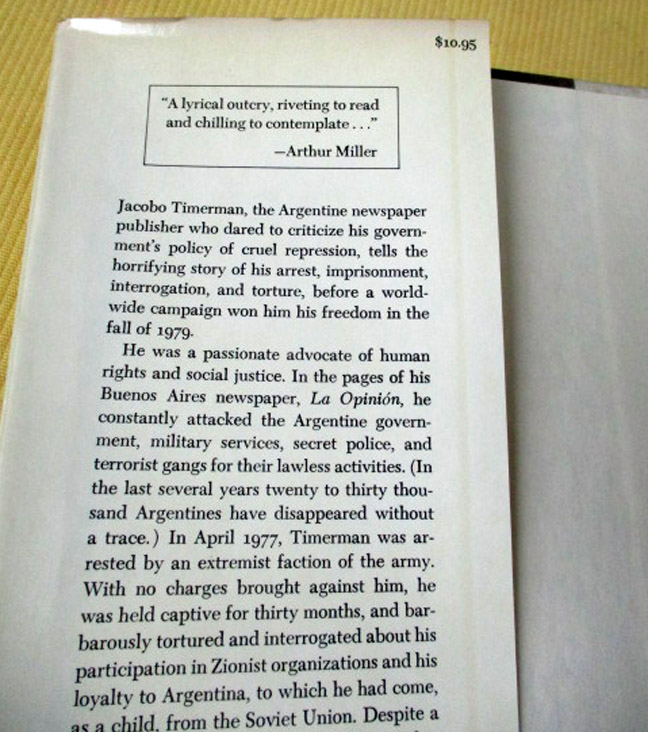 $10.95
“A lyrical outcry, riveting to read
and chilling to contemplate . . .”
—Arthur Miller
Jacobo Timerman, the Argentine newspaper
publisher who dared to criticize his govern-
ment’s policy of cruel repression, tells the
horrifying story of his arrest, imprisonment,
interrogation, and torture, before a world-
wide campaign won him his freedom in the
fall of 1979.
He was a passionate advocate of human
rights and social justice. In the pages of his
Buenos Aires newspaper, La Opinión, he
constantly attacked the Argentine govern-
ment, military services, secret police, and
terrorist gangs for their lawless activities. (In
the last several years twenty to thirty thou-
sand Argentines have disappeared without
a trace.) In April 1977, Timerman was ar-
rested by an extremist faction of the army.
With no charges brought against him, he
was held captive for thirty months, and bar-
barously tortured and interrogated about his
participation in Zionist organizations and his
loyalty to Argentina, to which he had come,
as a child, from the Soviet Union. Despite a